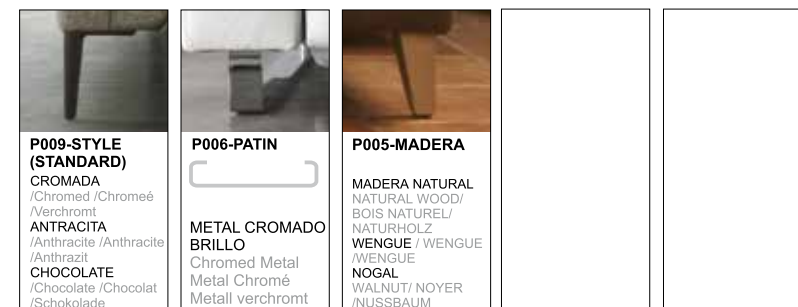 P009-STYLE
(STANDARD)
CROMADA
/Chromed /Chromeé
/Verchromt
ANTRACITA
/Anthracite /Anthracite
/Anthrazit
CHOCOLATE
/Chocolate /Chocolat
/Schokolade
P006-PATIN
METAL CROMADO
BRILLO
Chromed Metal
Metal Chromé
Metall verchromt
P005-MADERA
MADERA NATURAL
NATURAL WOOD/
BOIS NATUREL/
NATURHOLZ
WENGUE / WENGUE
/WENGUE
NOGAL
WALNUT/ NOYER
/NUSSBAUM